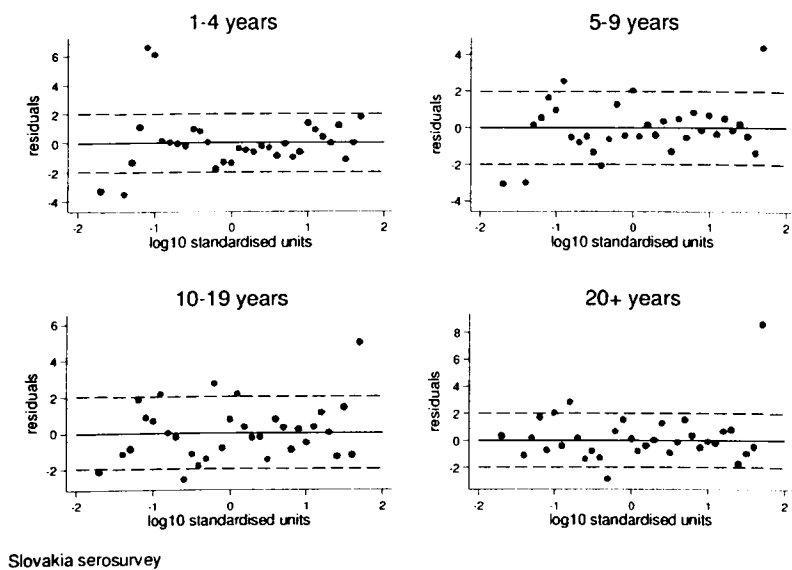 1-4 years
6
4
2
0
-2
-4
residuals
-2 -1 0 1 2
log10 standardised units
5-9 years
4
2
0
-2
-4
residuals
-2 -1 0 1 2
log10 standardised units
10-19 years
6
4
2
0
-2
residuals
-2 -1 0 1 2
log10 standardised units
20+ years
8
6
4
2
0
-2
residuals
-2 -1 0 1 2
log10 standardised units
Slovakia serosurvey